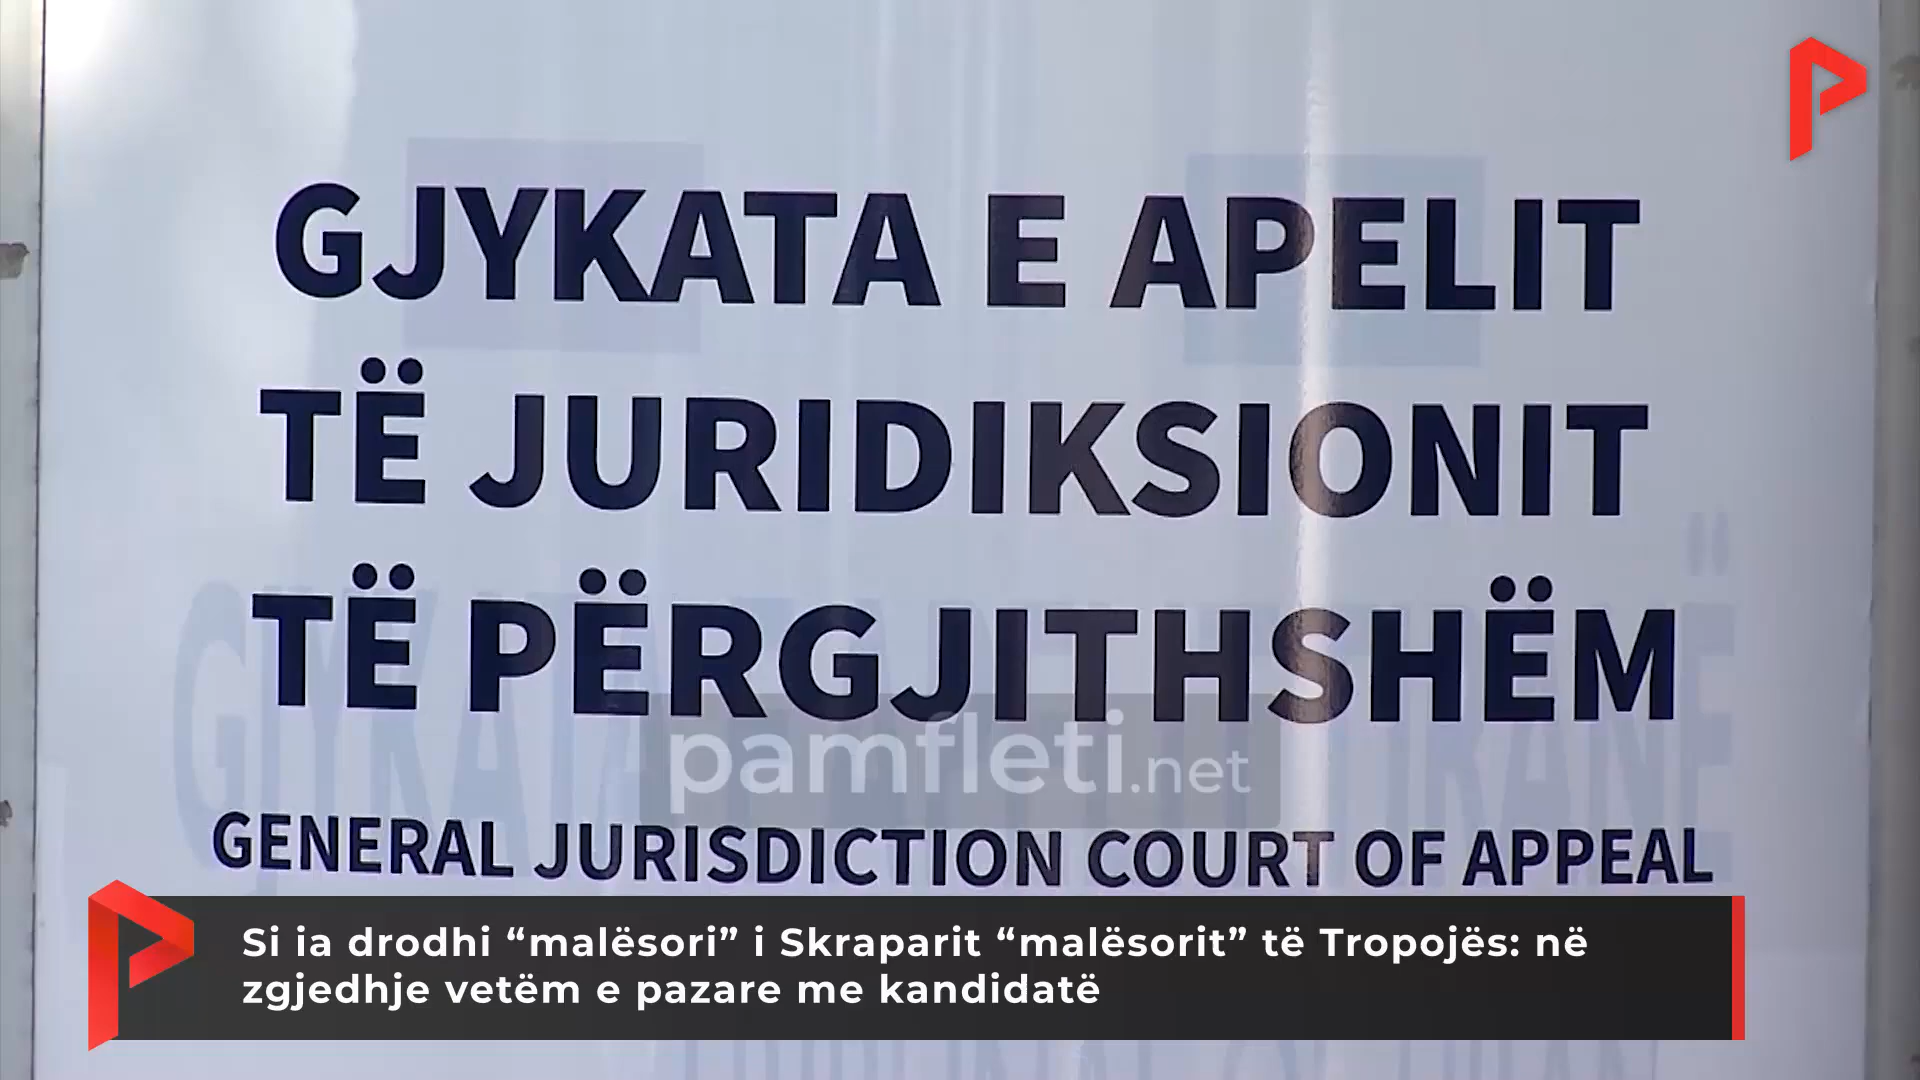 GJYKATA E APELIT
TË JURIDIKSIONIT
TË PËRGJITHSHËM
pamfleti.net
GENERAL JURISDICTION COURT OF APPEAL
Si ia drodhi “malësori” i Skraparit “malësorit” të Tropojës: në
zgjedhje vetëm e pazare me kandidatë